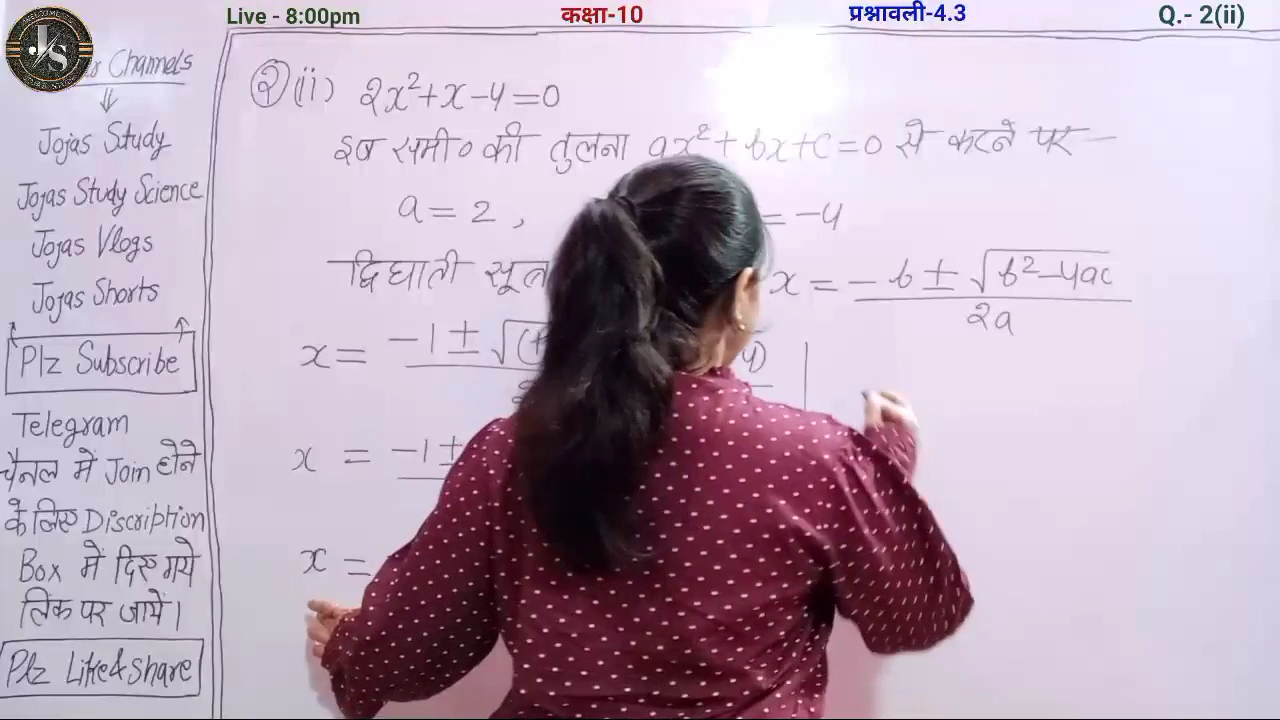 Live - 8:00pm
कक्षा-10
प्रश्नावली-4.3
Q.- 2(ii)
JS
Channels
⇓
Jojas Study
Jojas Study Science
Jojas Vlogs
Jojas Shorts
Plz Subscribe
Telegram
चैनल में Join होने
के लिए Discription
Box में दिए गये
लिंक पर जायें।
Plz Like&share
२(ii) 2x²+x-4=0
इस समी० की तुलना ax²+bx+c=0 से करने पर—
a=2, =-4
द्विघाती x=-b±√b²-4ac
2a
x= -1±√(
x = -1±
x =